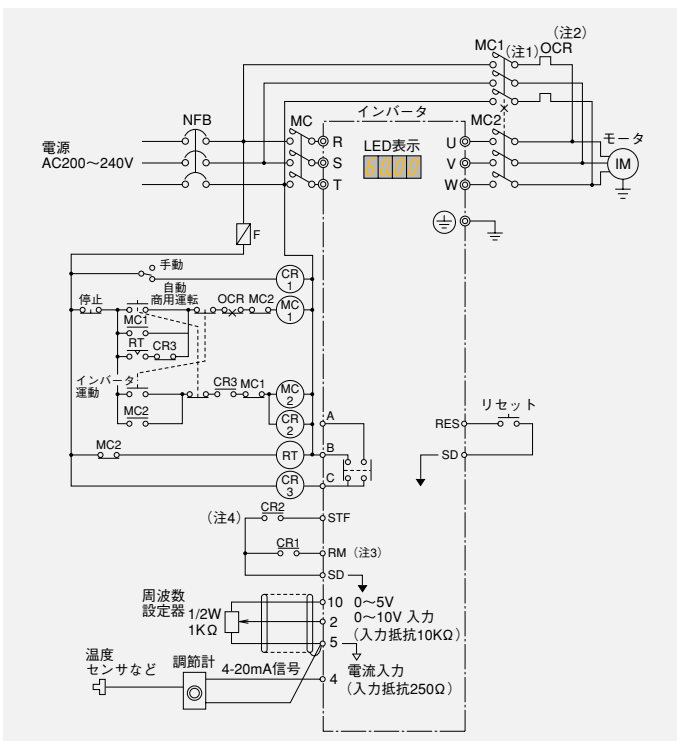 （注2）
MC1
（注1）
OCR
インバータ
NFB
MC
MC2
モータ
電源
AC200～240V
R
S
T
LED表示
60.00
U
V
W
IM
F
手動
自動
CR
1
停止
商用運転
OCR
MC2
MC
1
MC1
RT
CR3
インバータ
運動
CR3
MC1
MC
2
MC2
CR
2
A
MC2
RT
B
CR
3
C
RES
リセット
SD
（注4）
CR2
STF
CR1
RM
（注3）
SD
周波数
設定器
1/2W
1KΩ
10
0～5V
2
0～10V 入力
（入力抵抗10KΩ）
5
温度
センサなど
調節計
4-20mA信号
4
電流入力
（入力抵抗250Ω）